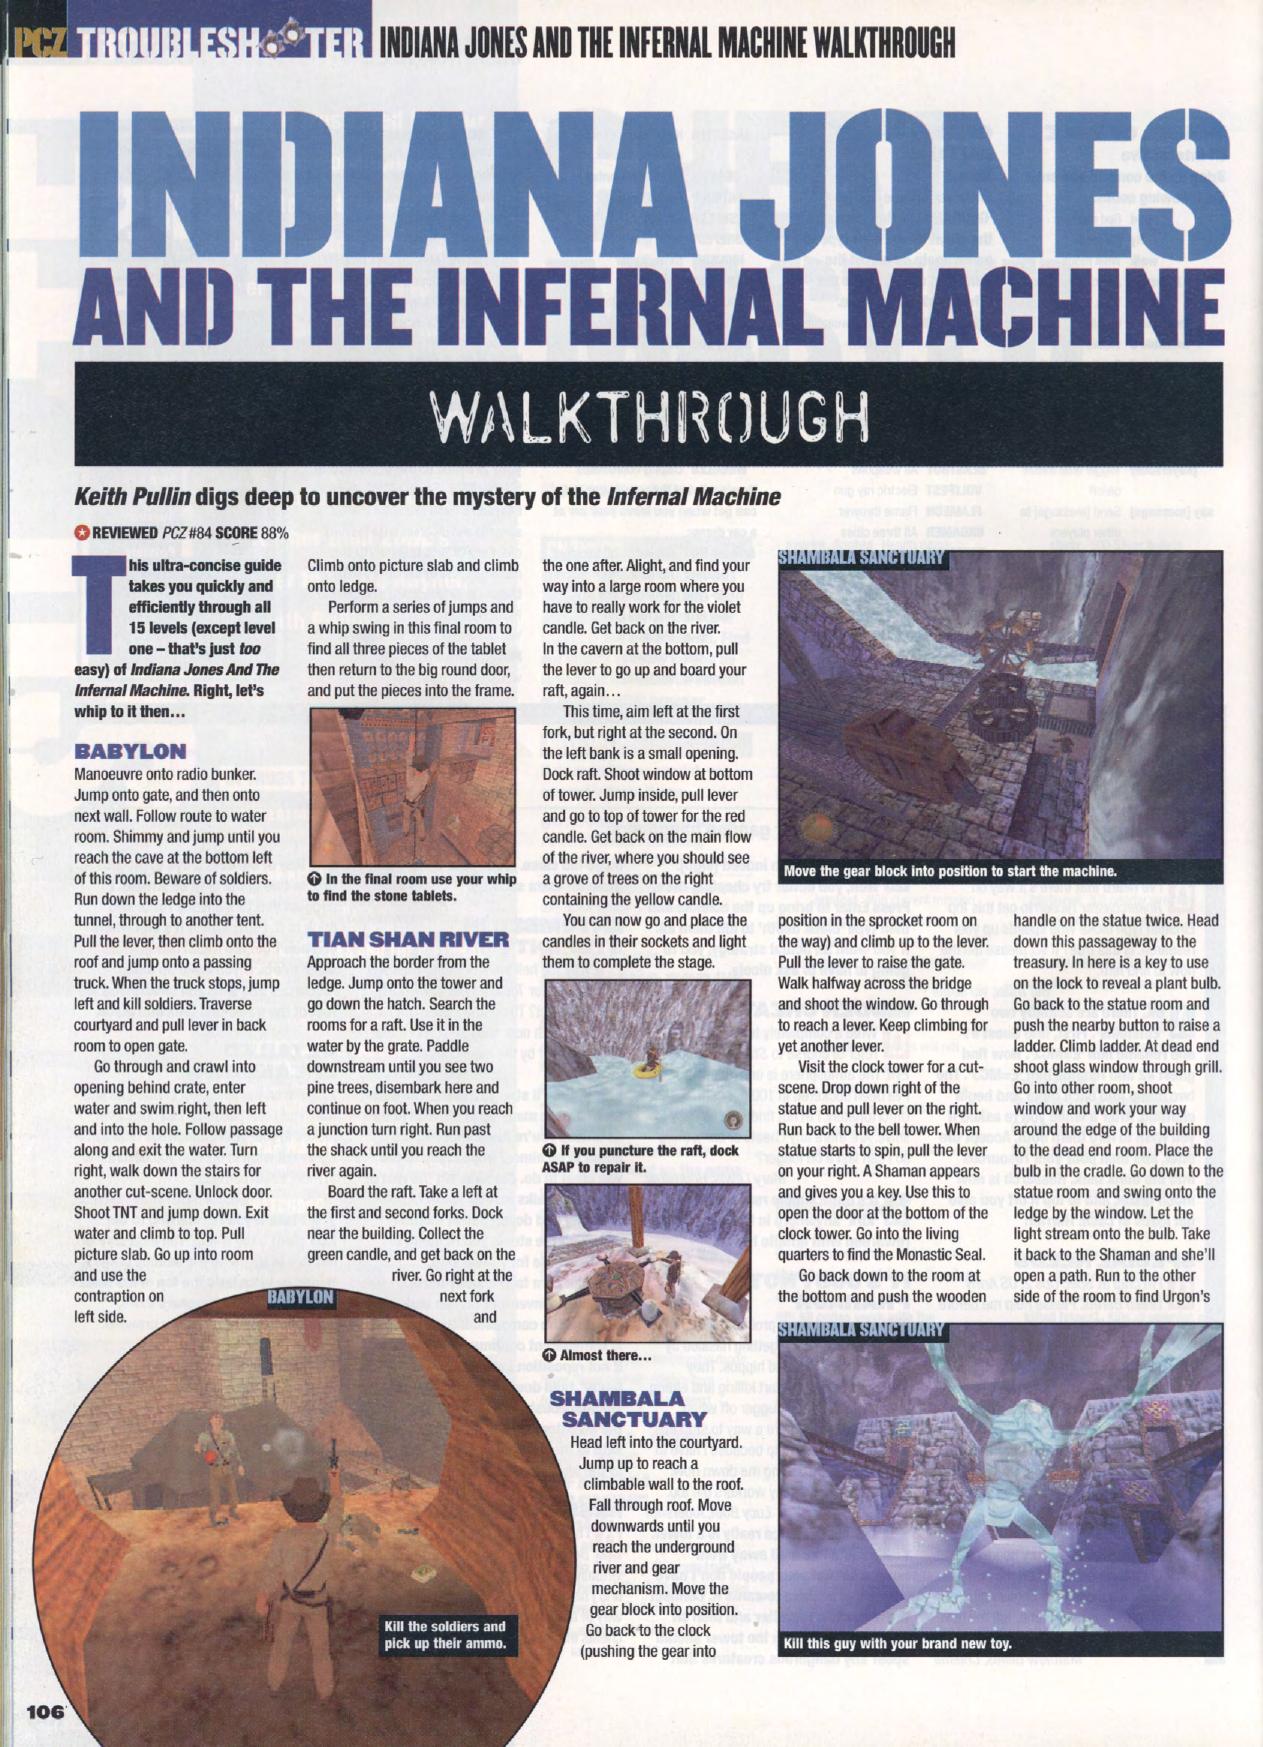 PCZ TROUBLESHOOTER INDIANA JONES AND THE INFERNAL MACHINE WALKTHROUGH
INDIANA JONES
AND THE INFERNAL MACHINE
WALKTHROUGH
Keith Pullin digs deep to uncover the mystery of the Infernal Machine
REVIEWED PCZ #84 SCORE 88%
This ultra-concise guide
takes you quickly and
efficiently through all
15 levels (except level
one – that's just too
easy) of Indiana Jones And The
Infernal Machine. Right, let's
whip to it then...
BABYLON
Manoeuvre onto radio bunker.
Jump onto gate, and then onto
next wall. Follow route to water
room. Shimmy and jump until you
reach the cave at the bottom left
of this room. Beware of soldiers.
Run down the ledge into the
tunnel, through to another tent.
Pull the lever, then climb onto the
roof and jump onto a passing
truck. When the truck stops, jump
left and kill soldiers. Traverse
courtyard and pull lever in back
room to open gate.
Go through and crawl into
opening behind crate, enter
water and swim right, then left
and into the hole. Follow passage
along and exit the water. Turn
right, walk down the stairs for
another cut-scene. Unlock door.
Shoot TNT and jump down. Exit
water and climb to top. Pull
picture slab. Go up into room
and use the
contraption on
left side.
Climb onto picture slab and climb
onto ledge.
Perform a series of jumps and
a whip swing in this final room to
find all three pieces of the tablet
then return to the big round door,
and put the pieces into the frame.
In the final room use your whip
to find the stone tablets.
TIAN SHAN RIVER
Approach the border from the
ledge. Jump onto the tower and
go down the hatch. Search the
rooms for a raft. Use it in the
water by the grate. Paddle
downstream until you see two
pine trees, disembark here and
continue on foot. When you reach
a junction turn right. Run past
the shack until you reach the
river again.
Board the raft. Take a left at
the first and second forks. Dock
near the building. Collect the
green candle, and get back on the
river. Go right at the
next fork
and
the one after. Alight, and find your
way into a large room where you
have to really work for the violet
candle. Get back on the river.
In the cavern at the bottom, pull
the lever to go up and board your
raft, again...
This time, aim left at the first
fork, but right at the second. On
the left bank is a small opening.
Dock raft. Shoot window at bottom
of tower. Jump inside, pull lever
and go to top of tower for the red
candle. Get back on the main flow
of the river, where you should see
a grove of trees on the right
containing the yellow candle.
You can now go and place the
candles in their sockets and light
them to complete the stage.
If you puncture the raft, dock
ASAP to repair it.
Almost there...
SHAMBALA
SANCTUARY
Head left into the courtyard.
Jump up to reach a
climbable wall to the roof.
Fall through roof. Move
downwards until you
reach the underground
river and gear
mechanism. Move the
gear block into position.
Go back to the clock
(pushing the gear into
SHAMBALA SANCTUARY
Move the gear block into position to start the machine.
position in the sprocket room on
the way) and climb up to the lever.
Pull the lever to raise the gate.
Walk halfway across the bridge
and shoot the window. Go through
to reach a lever. Keep climbing for
yet another lever.
Visit the clock tower for a cut-
scene. Drop down right of the
statue and pull lever on the right.
Run back to the bell tower. When
statue starts to spin, pull the lever
on your right. A Shaman appears
and gives you a key. Use this to
open the door at the bottom of the
clock tower. Go into the living
quarters to find the Monastic Seal.
Go back down to the room at
the bottom and push the wooden
handle on the statue twice. Head
down this passageway to the
treasury. In here is a key to use
on the lock to reveal a plant bulb.
Go back to the statue room and
push the nearby button to raise a
ladder. Climb ladder. At dead end
shoot glass window through grill.
Go into other room, shoot
window and work your way
around the edge of the building
to the deadend room. Place the
bulb in the cradle. Go down to the
statue room and swing onto the
ledge by the window. Let the
light stream onto the bulb. Take
it back to the Shaman and she'll
open a path. Run to the other
side of the room to find Urgon's
BABYLON
Kill the soldiers and
pick up their ammo.
SHAMBALA SANCTUARY
Kill this guy with your brand new toy.
106